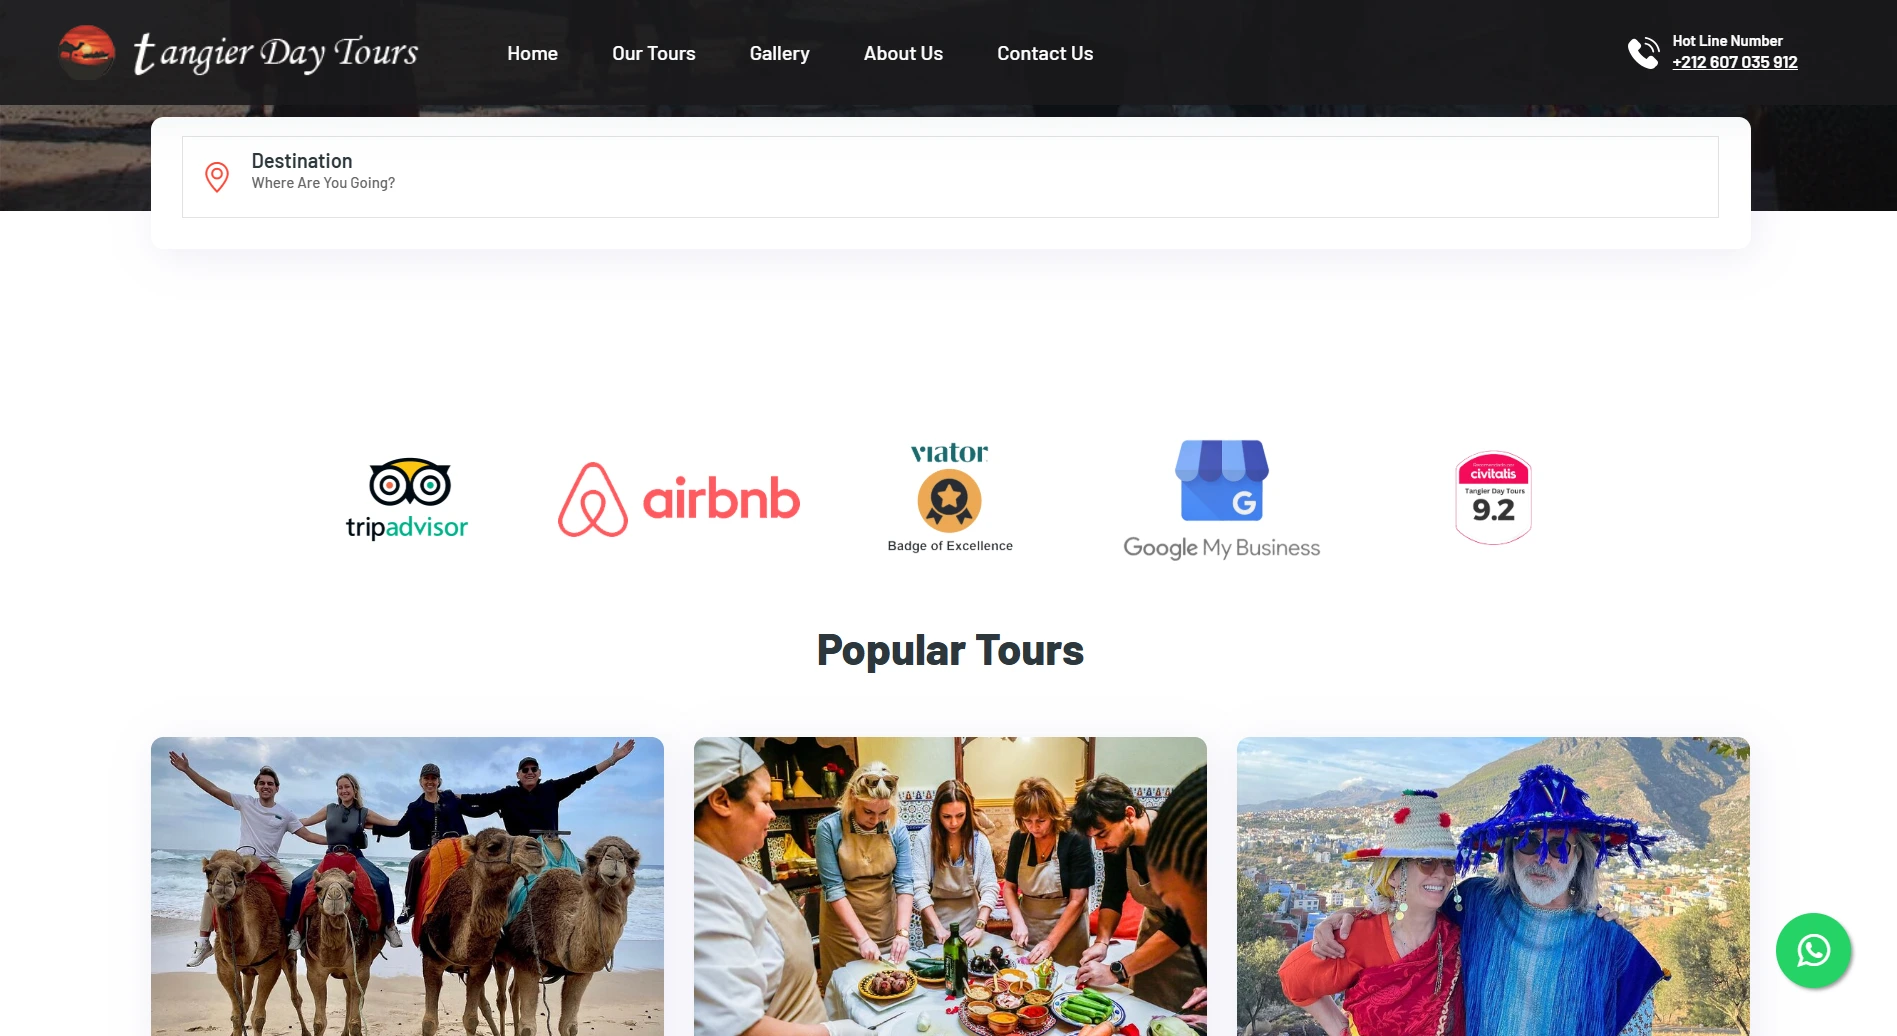 tangier Day Tours
Home
Our Tours
Gallery
About Us
Contact Us
Hot Line Number
+212 607 035 912
Destination
Where Are You Going?
tripadvisor
airbnb
viator
Badge of Excellence
G
Google My Business
civitatis
Tangier Day Tours
9.2
Popular Tours